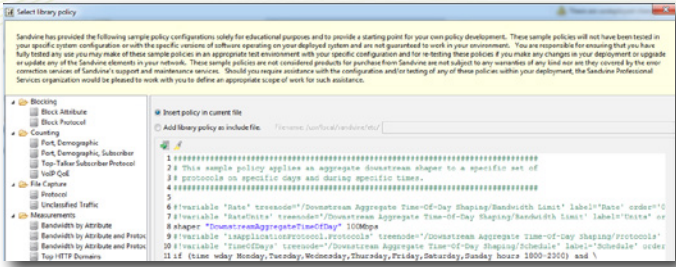 Select library policy
Sandvine has provided the following sample policy configurations solely for educational purposes and to provide a starting point for your own policy development. These sample policies will not have been tested in
your specific system configuration or with the specific versions of software operating on your deployed system and are not guaranteed to work in your environment. You are responsible for ensuring that you have
fully tested any use you may make of these sample policies in an appropriate test environment with your specific configuration and for re-testing these policies if you make any changes in your deployment or upgrade
or update any of the Sandvine elements in your network. These sample policies are not considered products for purchase from Sandvine are not subject to any warranties of any kind nor are they covered by the error
correction services of Sandvine's support and maintenance services. Should you require assistance with the configuration and/or testing of any of these policies within your deployment, the Sandvine Professional
Services organization would be pleased to work with you to define an appropriate scope of work for such assistance.
Blocking
Block Attribute
Block Protocol
Counting
Port, Demographic
Port, Demographic, Subscriber
Top-Talker Subscriber Protocol
VoIP QoE
File Capture
Protocol
Unclassified Traffic
Measurements
Bandwidth by Attribute
Bandwidth by Attribute and Protoc
Bandwidth by Attribute and Protoc
Top HTTP Domains
Insert policy in current file
Add library policy as include file. Filename: /usr/local/sandvine/etc/
1 ################################################################################
2 # This sample policy applies an aggregate downstream shaper to a specific set of
3 # protocols on specific days and during specific times.
4 ################################################################################
5
6 #!variable 'Rate' treenode='/Downstream Aggregate Time-Of-Day Shaping/Bandwidth Limit' label='Rate' order='0
7 #!variable 'RateUnits' treenode='/Downstream Aggregate Time-Of-Day Shaping/Bandwidth Limit' label='Units' or
8 shaper "DownstreamAggregateTimeOfDay" 100Mbps
9 #!variable 'isApplicationProtocol.Protocols' treenode='/Downstream Aggregate Time-Of-Day Shaping/Protocols'
10 #!variable 'TimeOfDays' treenode='/Downstream Aggregate Time-Of-Day Shaping/Schedule' label='Schedule' order
11 if (time wday Monday,Tuesday,Wednesday,Thursday,Friday,Saturday,Sunday hours 1800-2300) and \